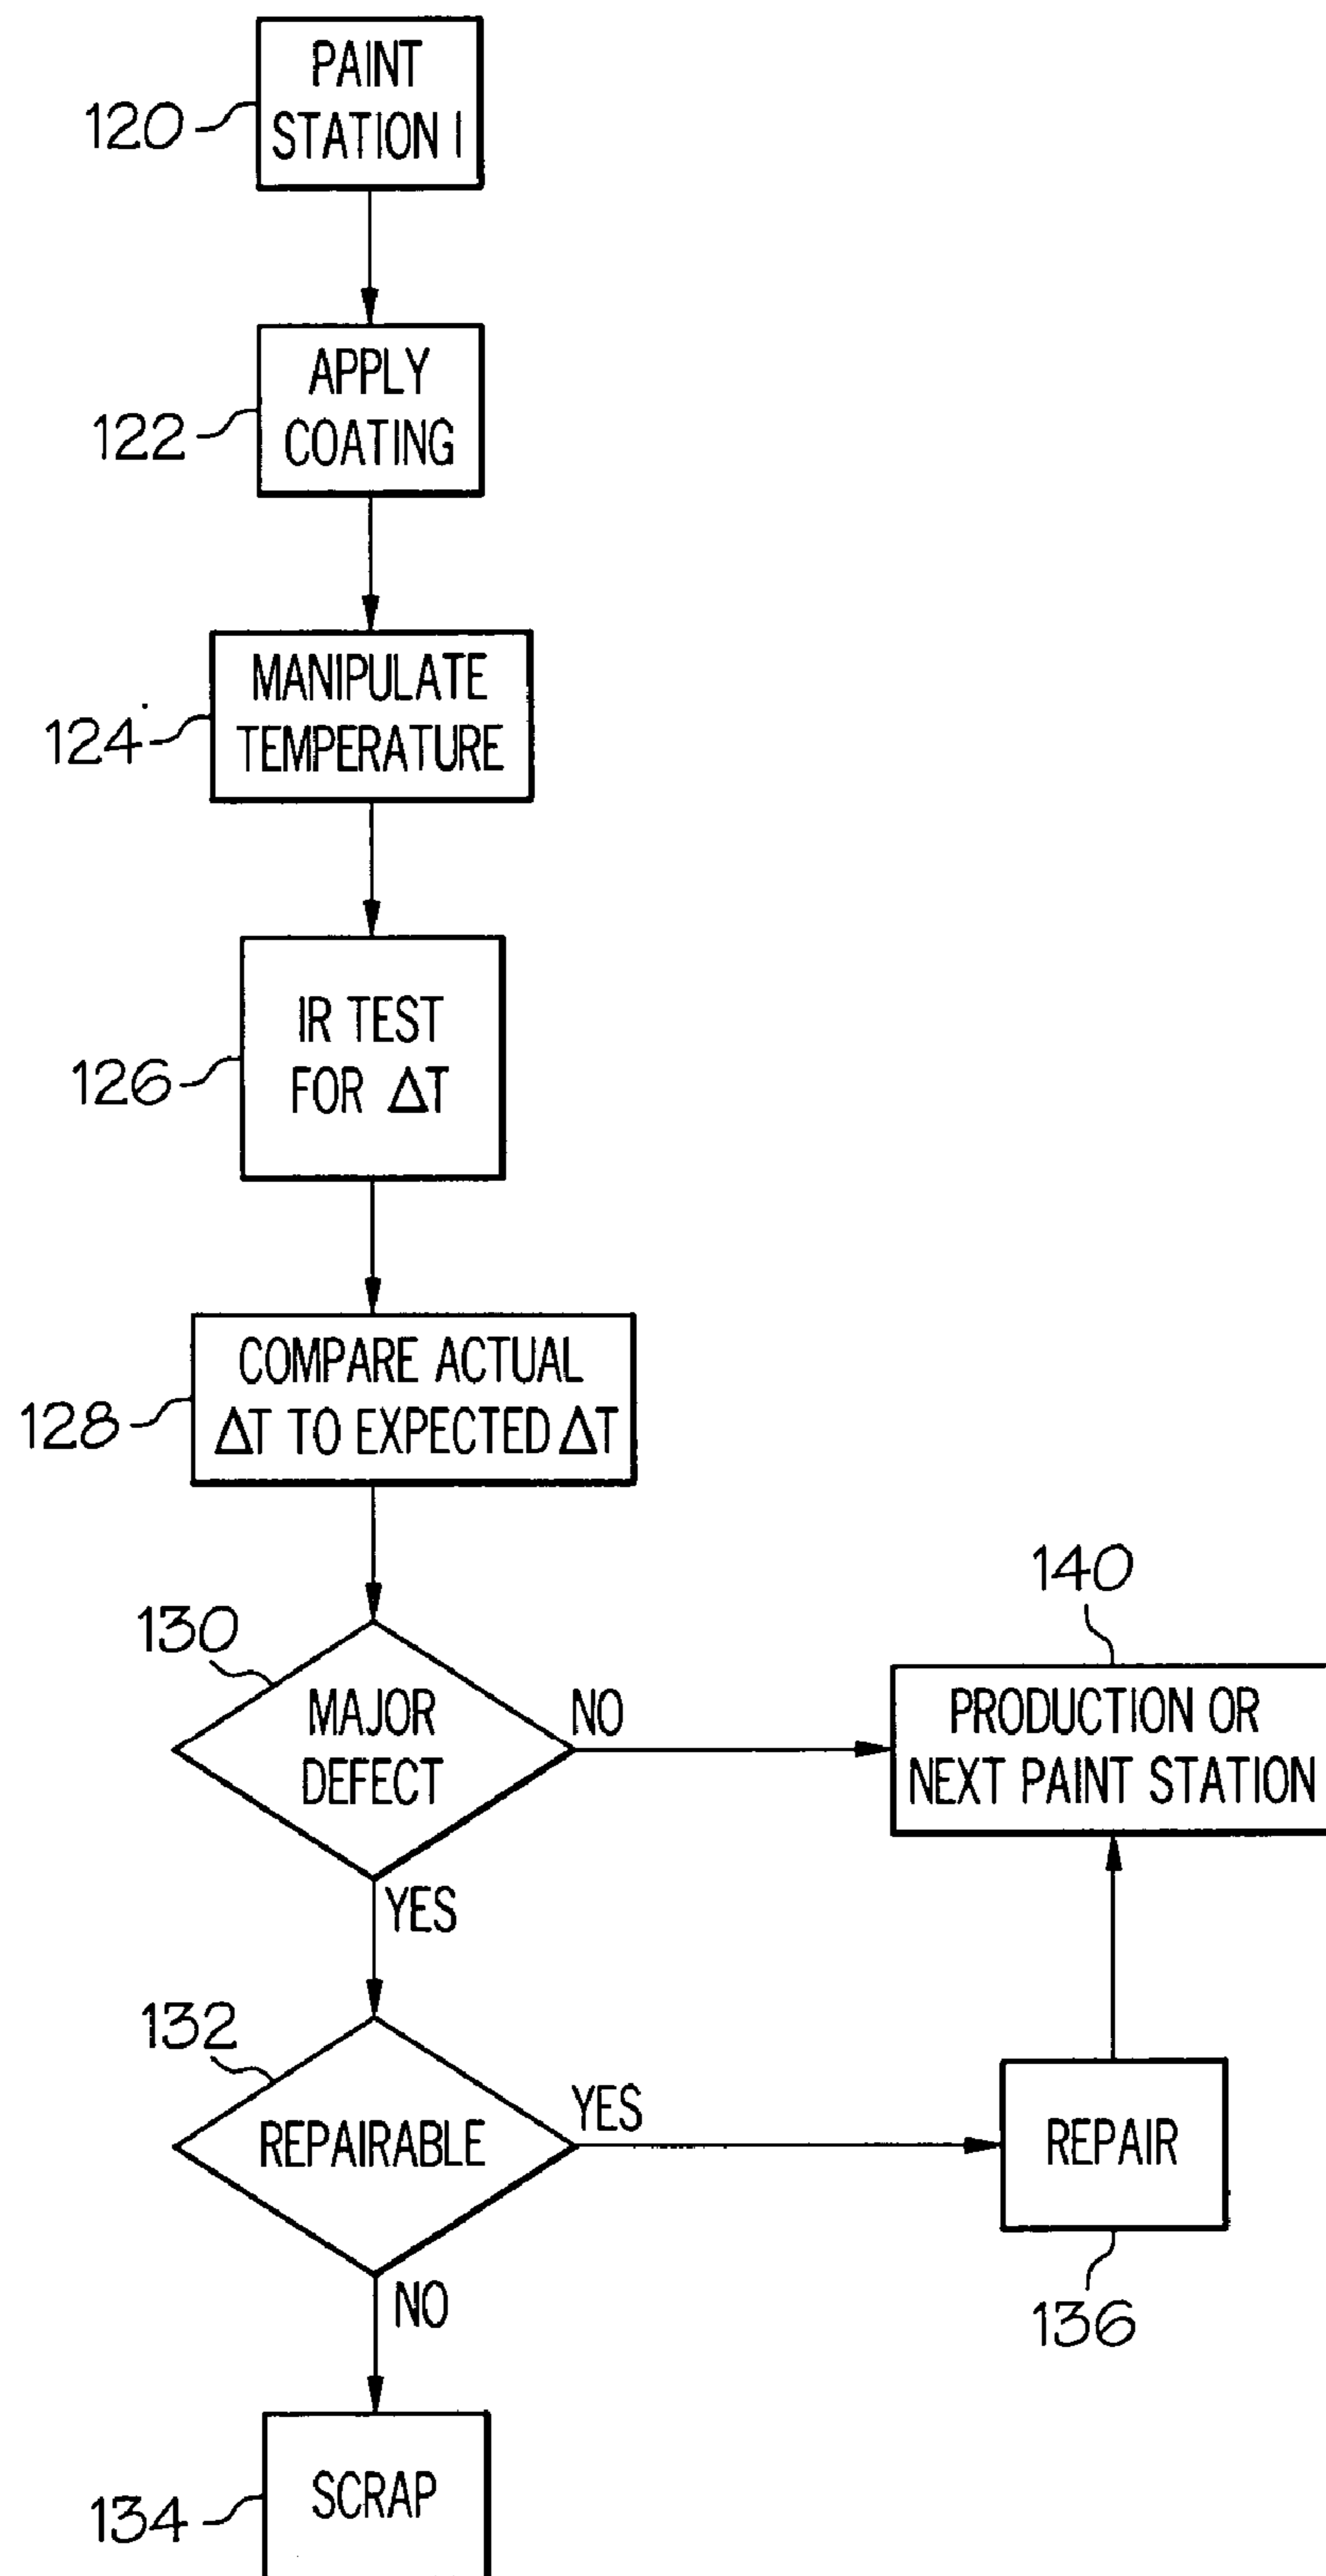 PAINT
STATION 1
120
APPLY
COATING
122
MANIPULATE
TEMPERATURE
124
IR TEST
FOR ΔT
126
COMPARE ACTUAL
ΔT TO EXPECTED ΔT
128
130
MAJOR
DEFECT
NO
YES
140
PRODUCTION OR
NEXT PAINT STATION
132
REPAIRABLE
YES
NO
REPAIR
136
SCRAP
134